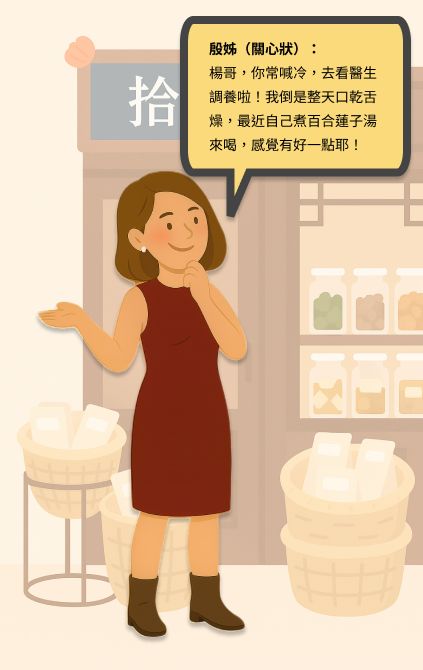 殷姊（關心狀）：
楊哥，你常喊冷，去看醫生
調養啦！我倒是整天口乾舌
燥，最近自己煮百合蓮子湯
來喝，感覺有好一點耶！
拾